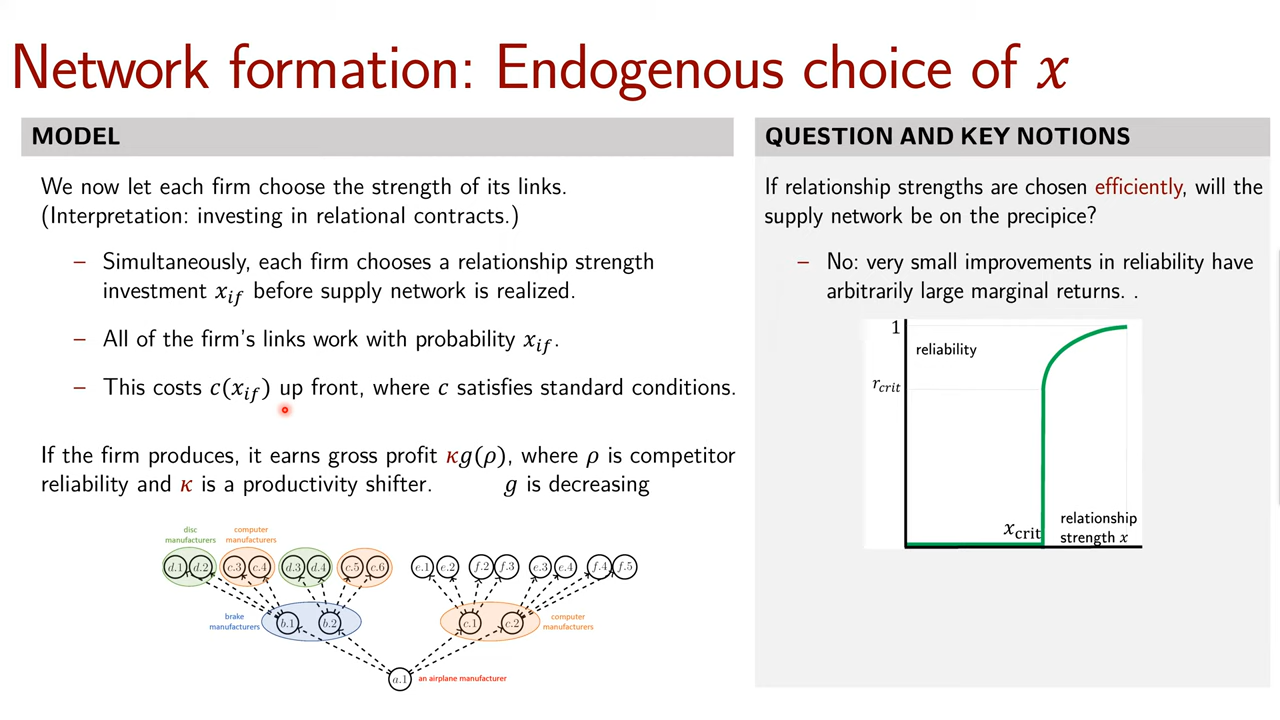 Network formation: Endogenous choice of x
MODEL
We now let each firm choose the strength of its links.
(Interpretation: investing in relational contracts.)
– Simultaneously, each firm chooses a relationship strength
investment x_if before supply network is realized.
– All of the firm's links work with probability x_if.
– This costs c(x_if) up front, where c satisfies standard conditions.
If the firm produces, it earns gross profit κg(ρ), where ρ is competitor
reliability and κ is a productivity shifter. g is decreasing
disc
manufacturers
computer
manufacturers
d.1 d.2 c.3 c.4 d.3 d.4 c.5 c.6 e.1 e.2 f.2 f.3 e.3 e.4 f.4 f.5
brake
manufacturers
b.1 b.2 c.1 c.2
computer
manufacturers
a.1 an airplane manufacturer
QUESTION AND KEY NOTIONS
If relationship strengths are chosen efficiently, will the
supply network be on the precipice?
– No: very small improvements in reliability have
arbitrarily large marginal returns. .
1
reliability
r_crit
x_crit
relationship
strength x